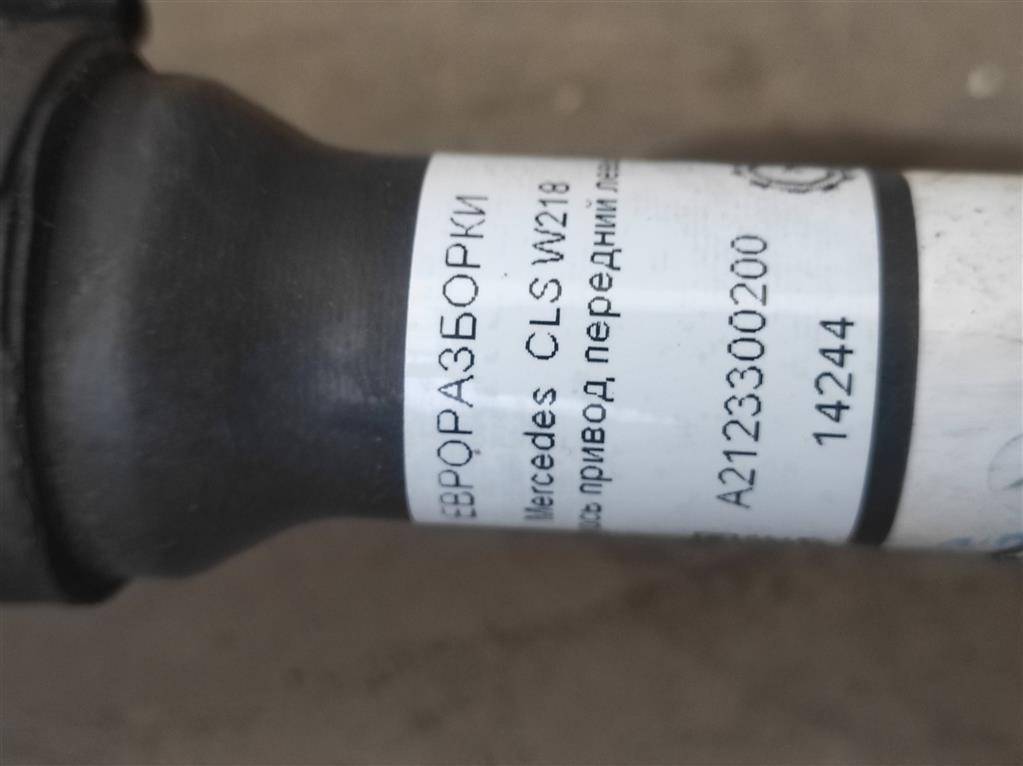 ЕВРОРАЗБОРКИ
Mercedes CLS W218
привод передний
A2123300200
14244